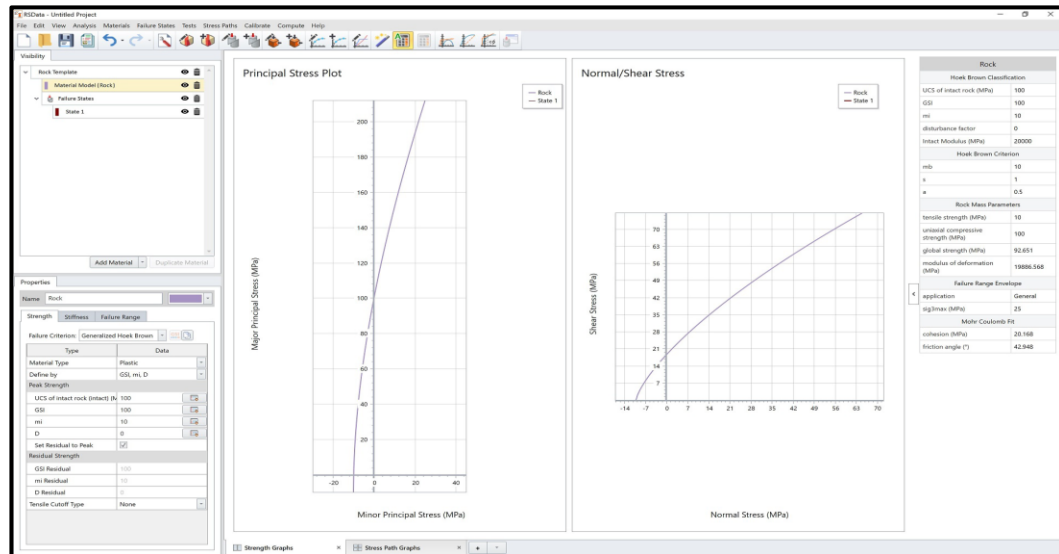 RSData - Untitled Project
File Edit View Analysis Materials Failure States Tests Stress Paths Calibrate Compute Help
Visibility
Rock Template
Material Model (Rock)
Failure States
State 1
Add Material
Duplicate Material
Properties
Name Rock
Strength Stiffness Failure Range
Failure Criterion: Generalized Hoek Brown
Type Data
Material Type Plastic
Define by GSI, mi, D
Peak Strength
UCS of intact rock (intact) (M 100
GSI 100
mi 10
D 0
Set Residual to Peak
Residual Strength
GSI Residual 100
mi Residual 10
D Residual 0
Tensile Cutoff Type None
Principal Stress Plot
Rock
State 1
Major Principal Stress (MPa)
200
180
160
140
120
100
80
60
40
20
-20 0 20 40
Minor Principal Stress (MPa)
Normal/Shear Stress
Rock
State 1
Shear Stress (MPa)
70
63
56
49
42
35
28
21
14
7
-14 -7 0 7 14 21 28 35 42 49 56 63 70
Normal Stress (MPa)
Strength Graphs
Stress Path Graphs
Rock
Hoek Brown Classification
UCS of intact rock (MPa) 100
GSI 100
mi 10
disturbance factor 0
Intact Modulus (MPa) 20000
Hoek Brown Criterion
mb 10
s 1
a 0.5
Rock Mass Parameters
tensile strength (MPa) 10
uniaxial compressive
strength (MPa) 100
global strength (MPa) 92.651
modulus of deformation
(MPa) 19886.568
Failure Range Envelope
application General
sig3max (MPa) 25
Mohr Coulomb Fit
cohesion (MPa) 20.168
friction angle (°) 42.948